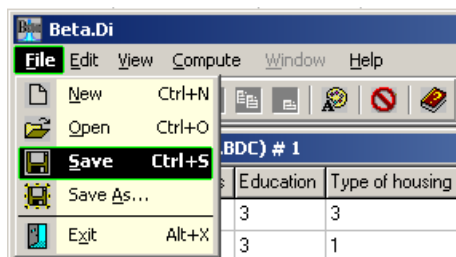 Beta.Di
File Edit View Compute Window Help
New Ctrl+N
Open Ctrl+O
.BDC) # 1
Save Ctrl+S
Education Type of housing
Save As...
3 3
Exit Alt+X
3 1